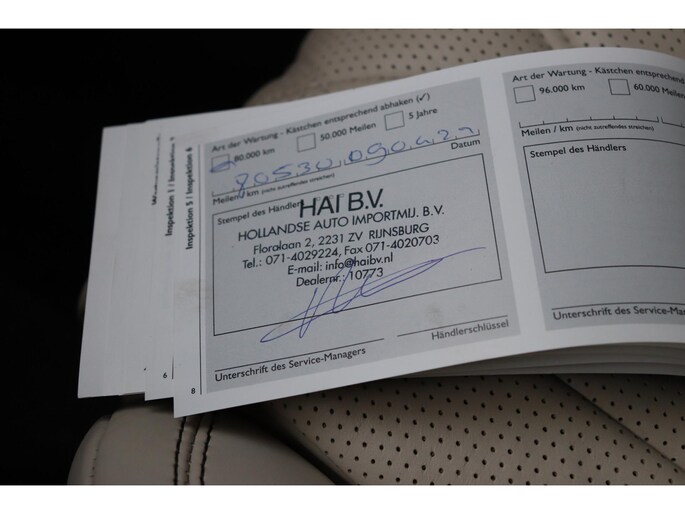 Art der Wartung - Kästchen entsprechend abhaken (✓)
80.000 km
50.000 Meilen
5 Jahre
Meilen / km (nicht zutreffendes streichen)
Datum
Stempel des Händlers
HAI B.V.
HOLLANDSE AUTO IMPORTMIJ. B.V.
Floralaan 2, 2231 ZV RIJNSBURG
Tel.: 071-4029224, Fax 071-4020703
E-mail: info@haibv.nl
Dealernr.: 10773
Unterschrift des Service-Managers
Händlerschlüssel
8
Art der Wartung - Kästchen entsprechend
96.000 km
60.000 Meilen
Meilen / km (nicht zutreffendes streichen)
Stempel des Händlers
Unterschrift des Service-Managers
Inspektion 5 / Inspektion 6
Inspektion 1 /
6